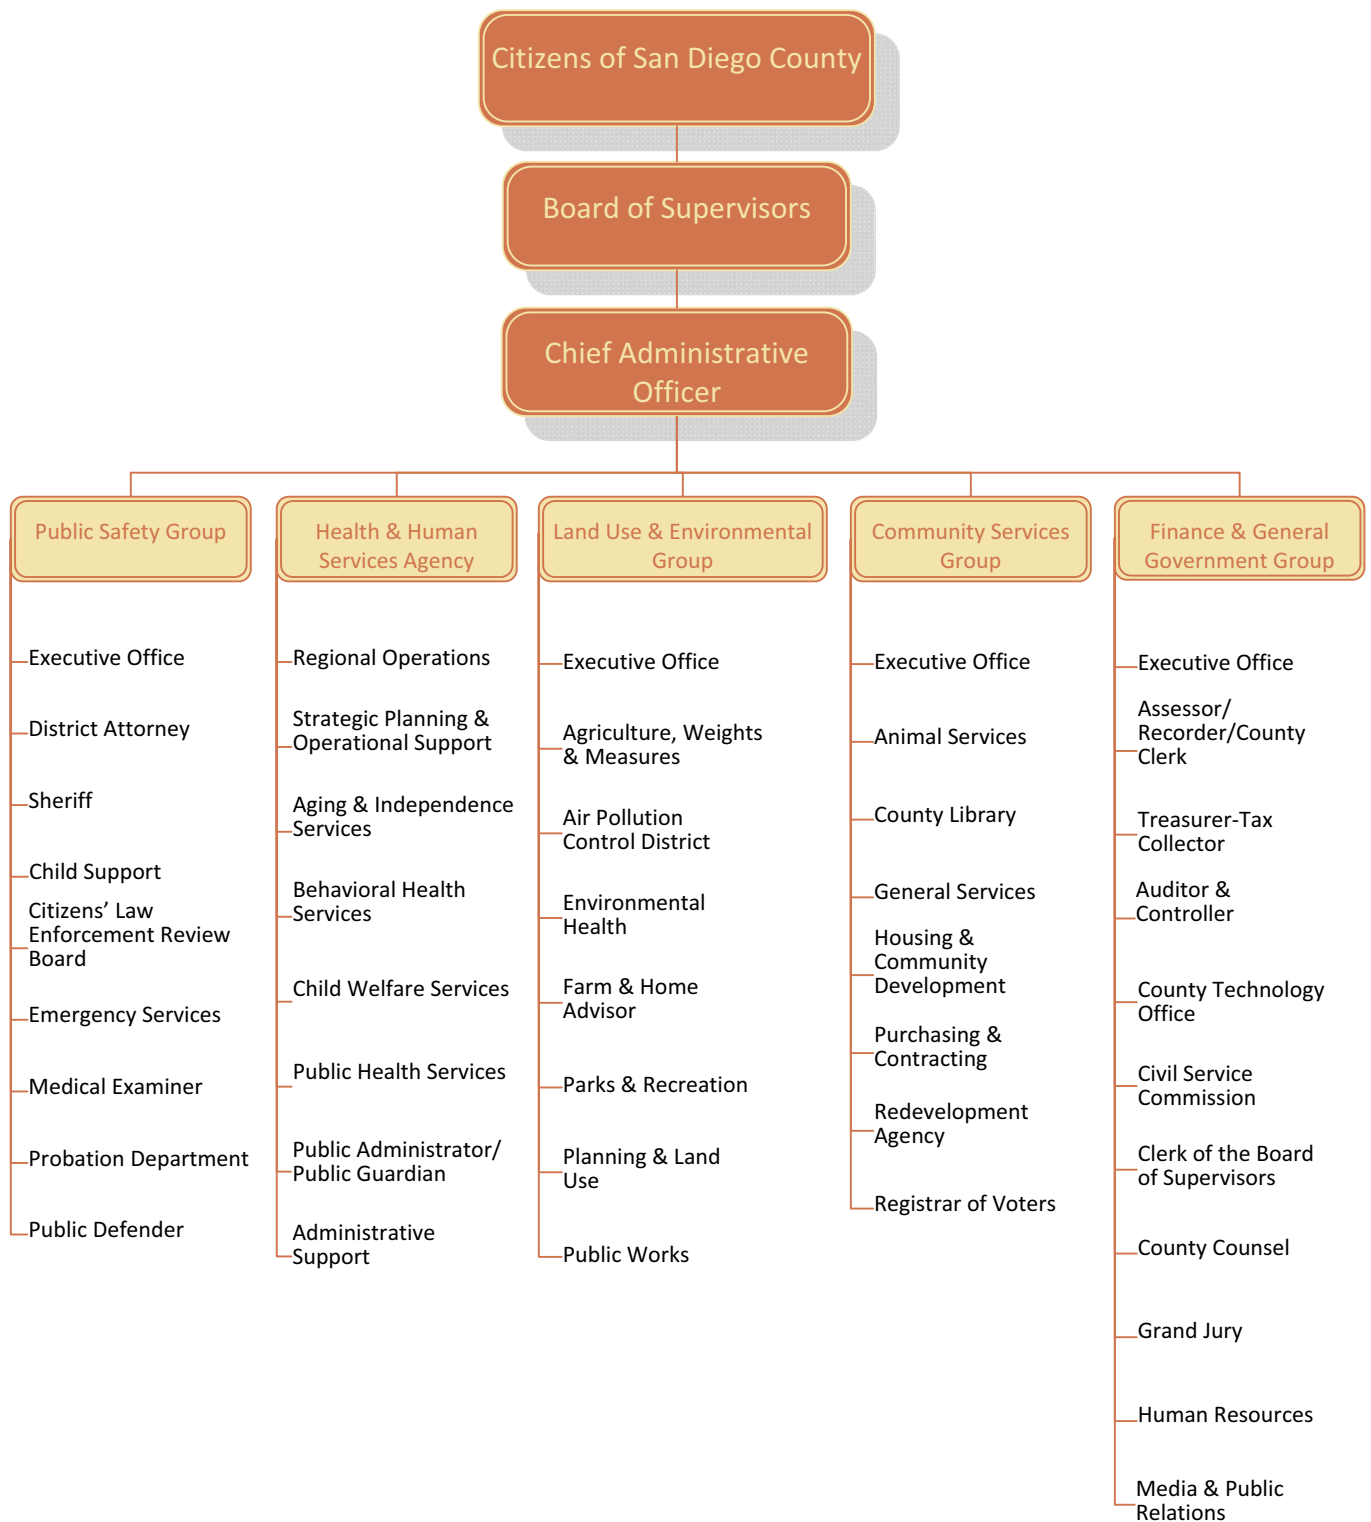 Citizens of San Diego County
Board of Supervisors
Chief Administrative
Officer
Public Safety Group
Executive Office
District Attorney
Sheriff
Child Support
Citizens’ Law
Enforcement Review
Board
Emergency Services
Medical Examiner
Probation Department
Public Defender
Health & Human
Services Agency
Regional Operations
Strategic Planning &
Operational Support
Aging & Independence
Services
Behavioral Health
Services
Child Welfare Services
Public Health Services
Public Administrator/
Public Guardian
Administrative
Support
Land Use & Environmental
Group
Executive Office
Agriculture, Weights
& Measures
Air Pollution
Control District
Environmental
Health
Farm & Home
Advisor
Parks & Recreation
Planning & Land
Use
Public Works
Community Services
Group
Executive Office
Animal Services
County Library
General Services
Housing &
Community
Development
Purchasing &
Contracting
Redevelopment
Agency
Registrar of Voters
Finance & General
Government Group
Executive Office
Assessor/
Recorder/County
Clerk
Treasurer-Tax
Collector
Auditor &
Controller
County Technology
Office
Civil Service
Commission
Clerk of the Board
of Supervisors
County Counsel
Grand Jury
Human Resources
Media & Public
Relations